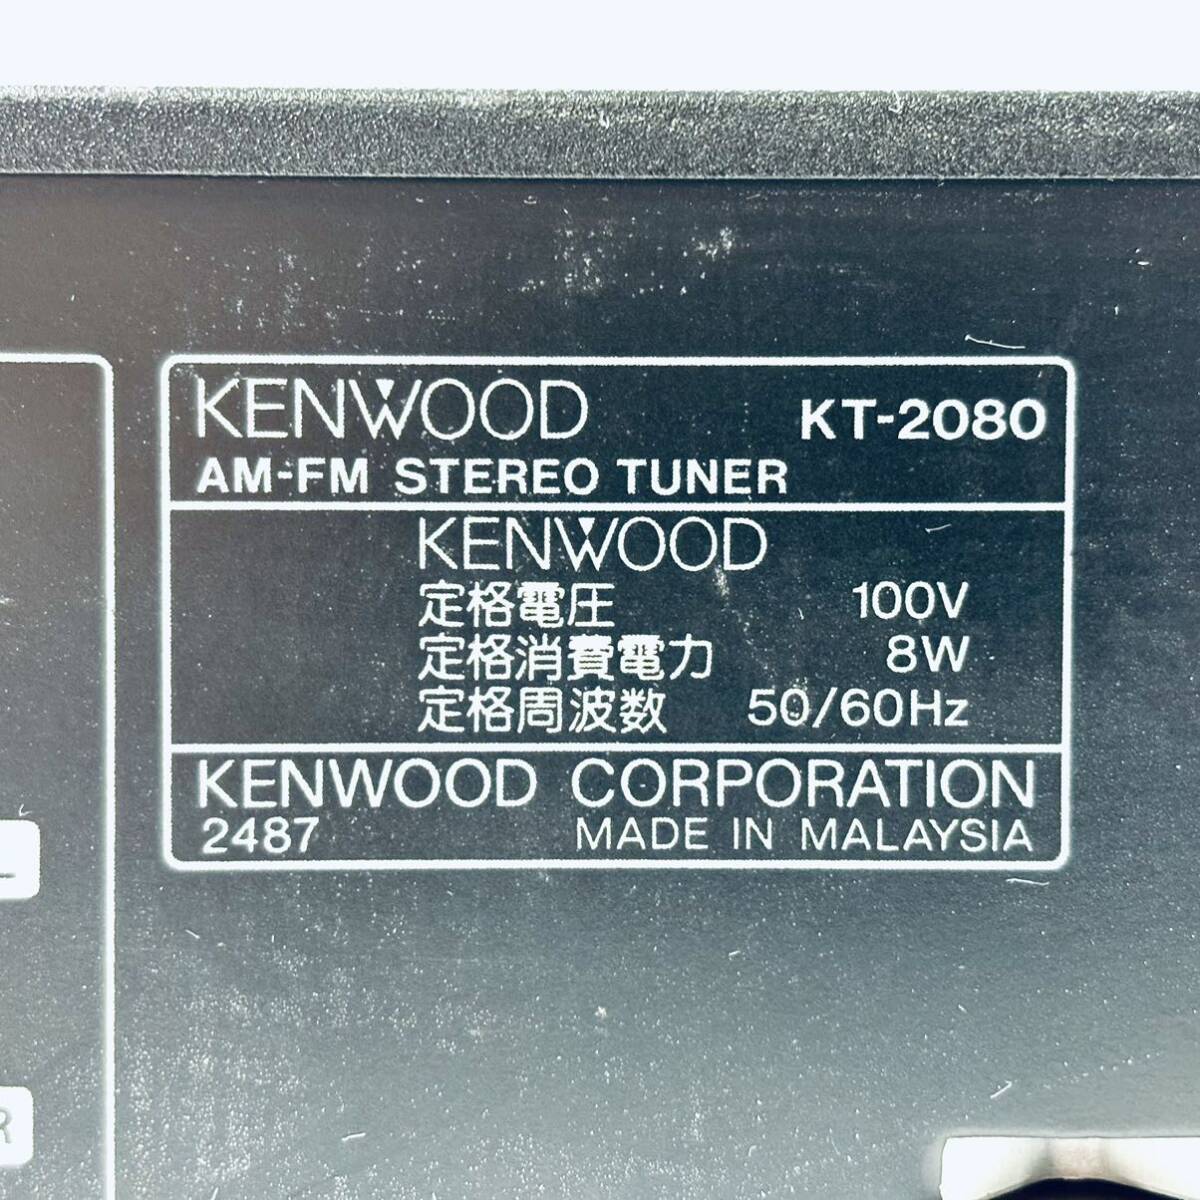 KENWOOD KT-2080
AM-FM STEREO TUNER
KENWOOD
定格電圧 100V
定格消費電力 8W
定格周波数 50/60Hz
KENWOOD CORPORATION
2487 MADE IN MALAYSIA
R